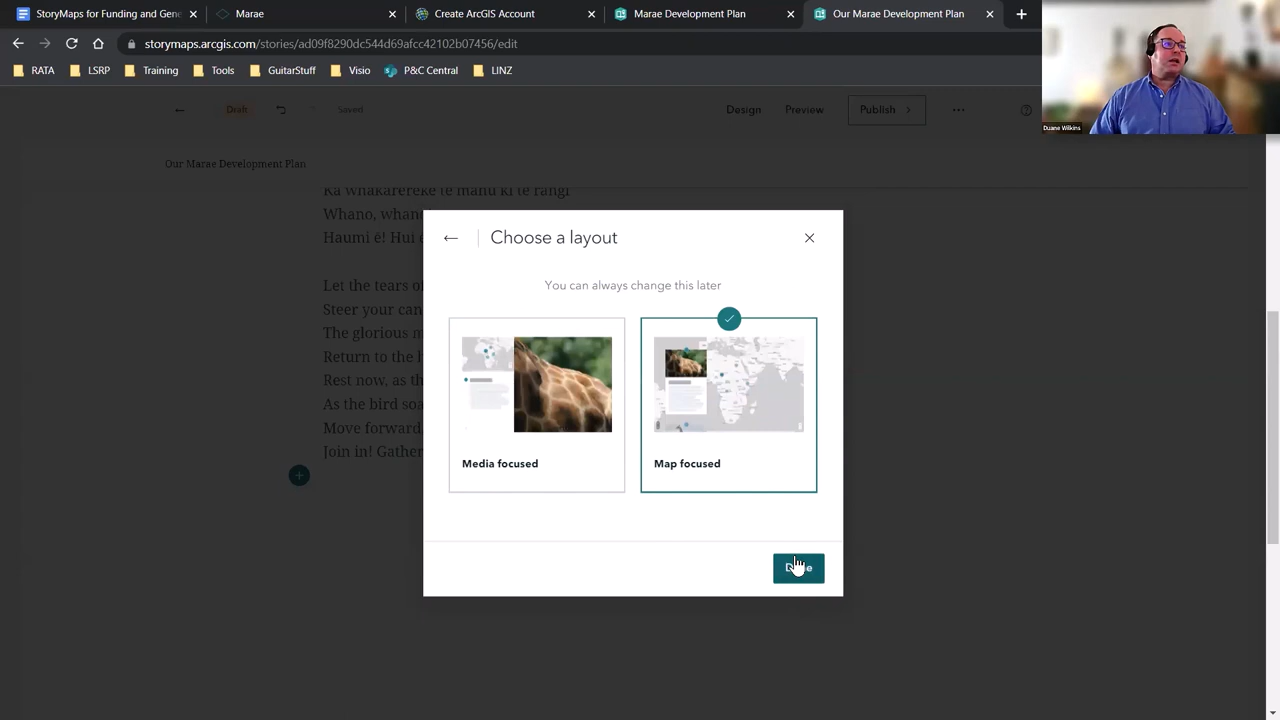 StoryMaps for Funding and Gene
Marae
Create ArcGIS Account
Marae Development Plan
Our Marae Development Plan
storymaps.arcgis.com/stories/ad09f8290dc544d69afcc42102b07456/edit
RATA
LSRP
Training
Tools
GuitarStuff
Visio
P&C Central
LINZ
Duane Wilkins
Draft
Saved
Design
Preview
Publish
Our Marae Development Plan
Ka whakarereke te manu ki te rangi
Whano, whan
Haumi ē! Hui ē
Let the tears o
Steer your can
The glorious m
Return to the
Rest now, as th
As the bird soa
Move forward,
Join in! Gather
Choose a layout
You can always change this later
Media focused
Map focused